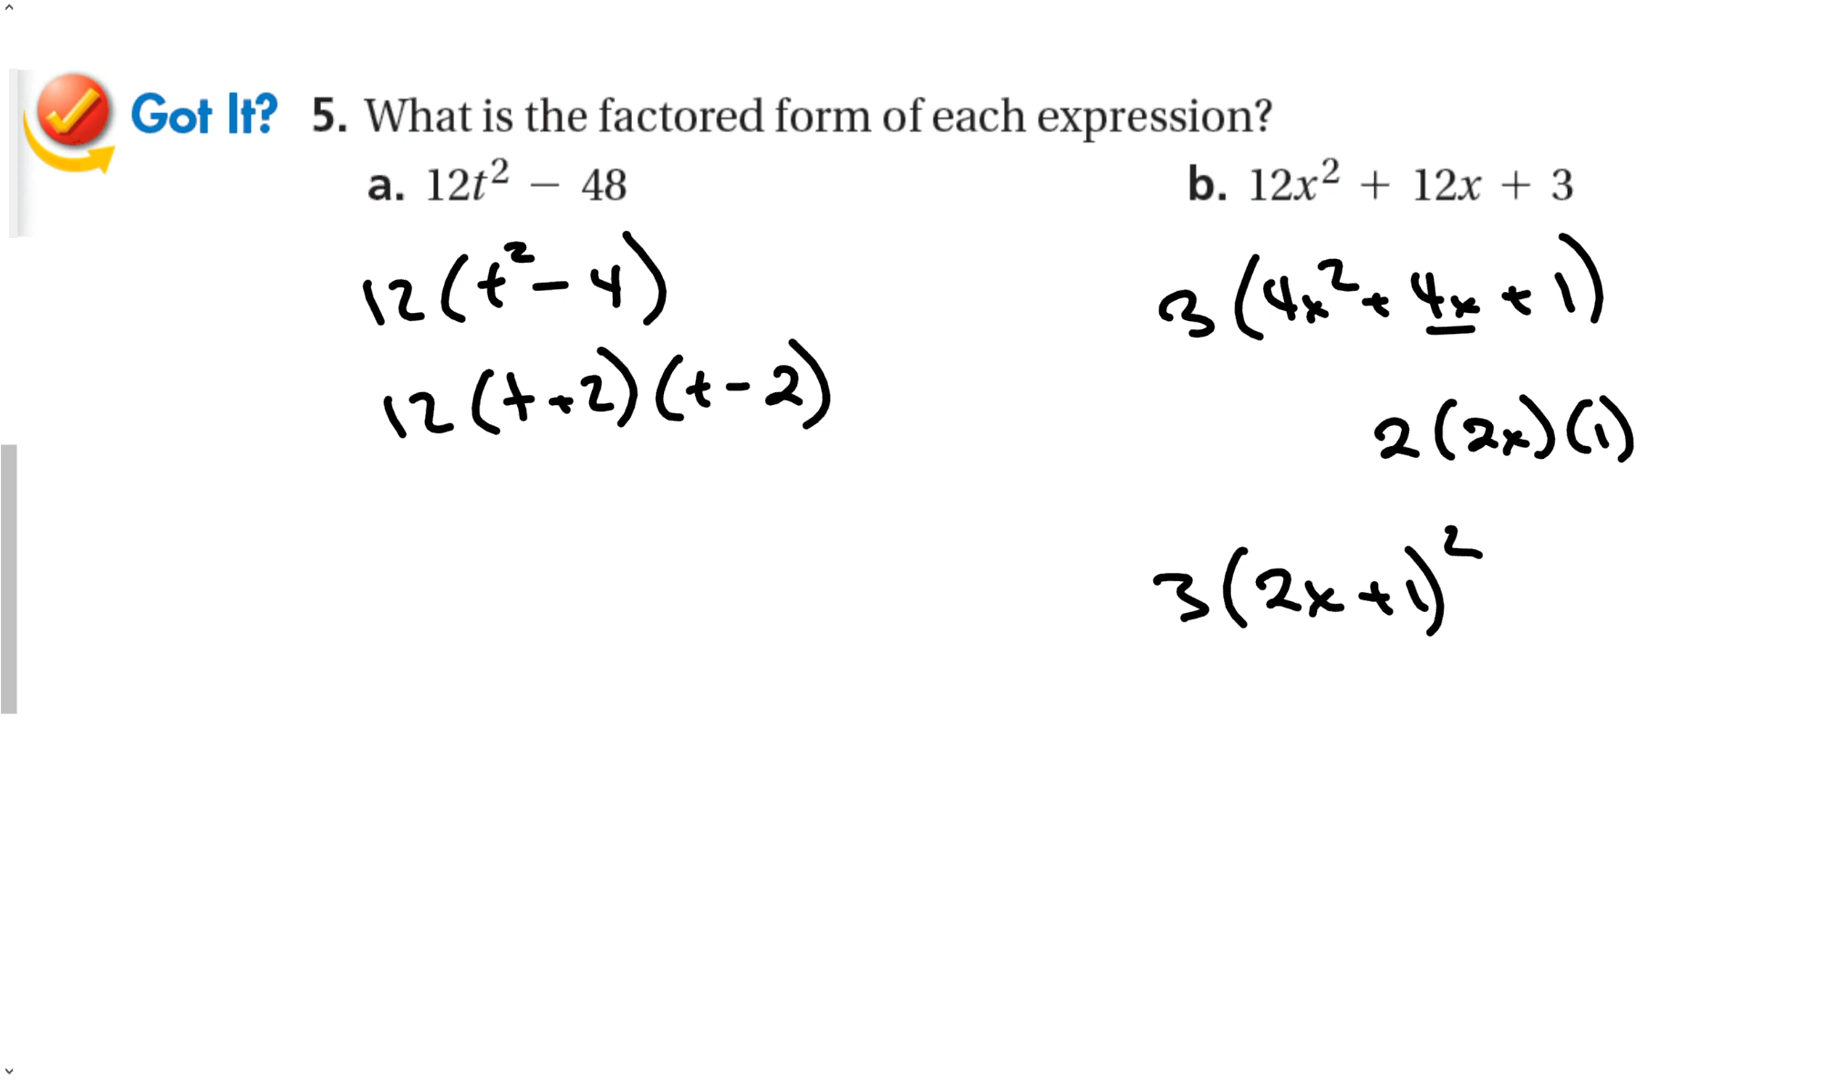 Got It? 5. What is the factored form of each expression?
a. 12t² − 48
12(t² − 4)
12(t + 2)(t − 2)
b. 12x² + 12x + 3
3(4x² + 4x + 1)
2(2x)(1)
3(2x + 1)²